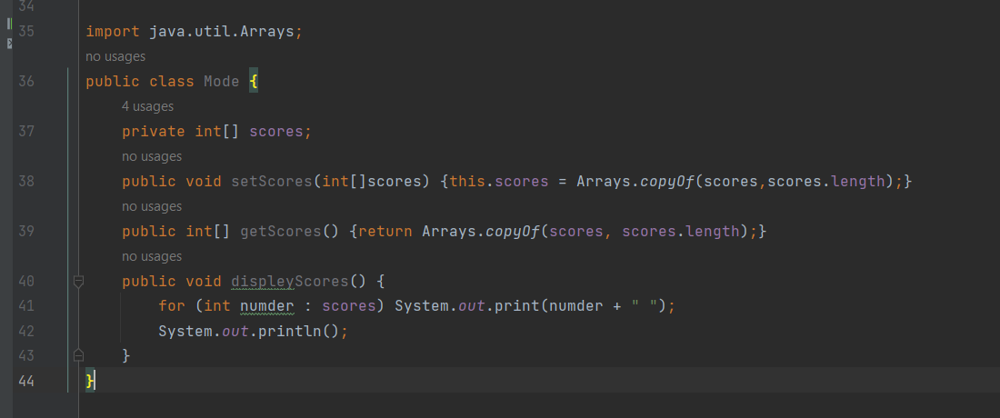 34
35 import java.util.Arrays;
no usages
36 public class Mode {
4 usages
37 private int[] scores;
no usages
38 public void setScores(int[]scores) {this.scores = Arrays.copyOf(scores,scores.length);}
no usages
39 public int[] getScores() {return Arrays.copyOf(scores, scores.length);}
no usages
40 public void displeyScores() {
41 for (int numder : scores) System.out.print(numder + " ");
42 System.out.println();
43 }
44 }